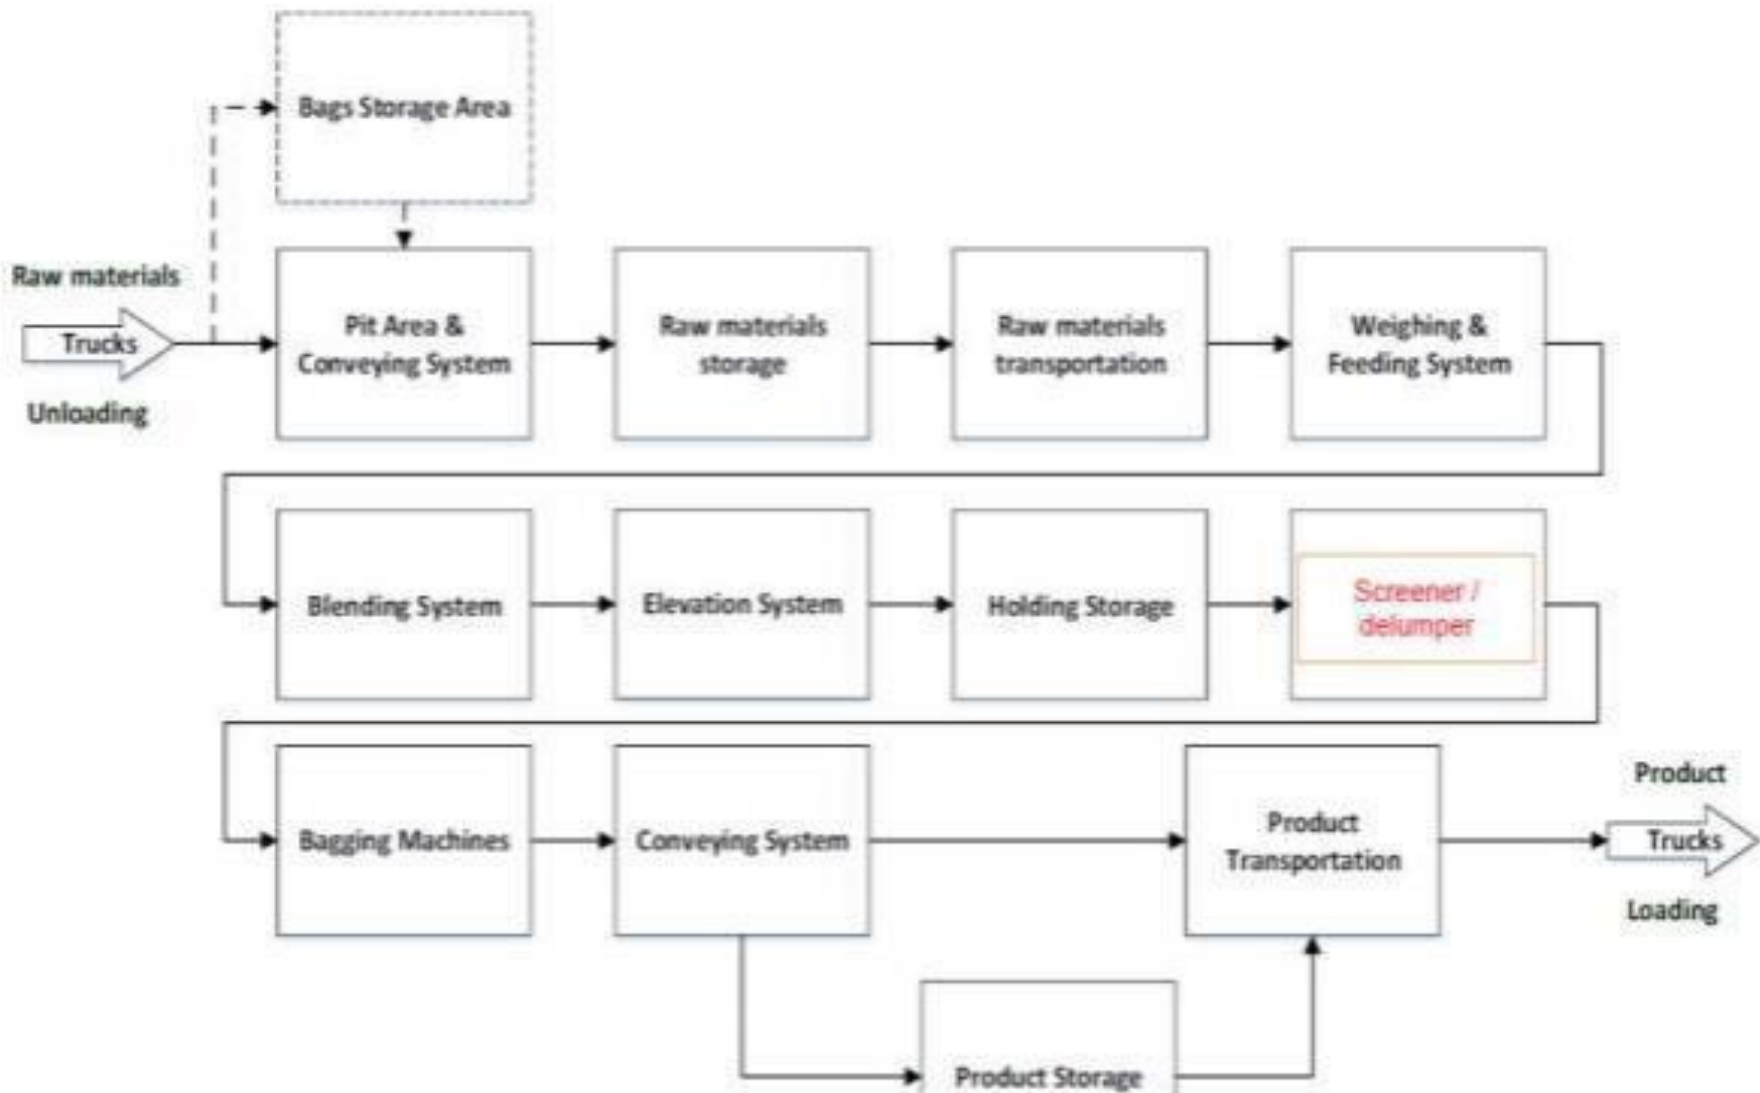 Bags Storage Area
Raw materials
Trucks
Unloading
Pit Area &
Conveying System
Raw materials
storage
Raw materials
transportation
Weighing &
Feeding System
Blending System
Elevation System
Holding Storage
Screener /
delumper
Bagging Machines
Conveying System
Product
Transportation
Product
Trucks
Loading
Product Storage